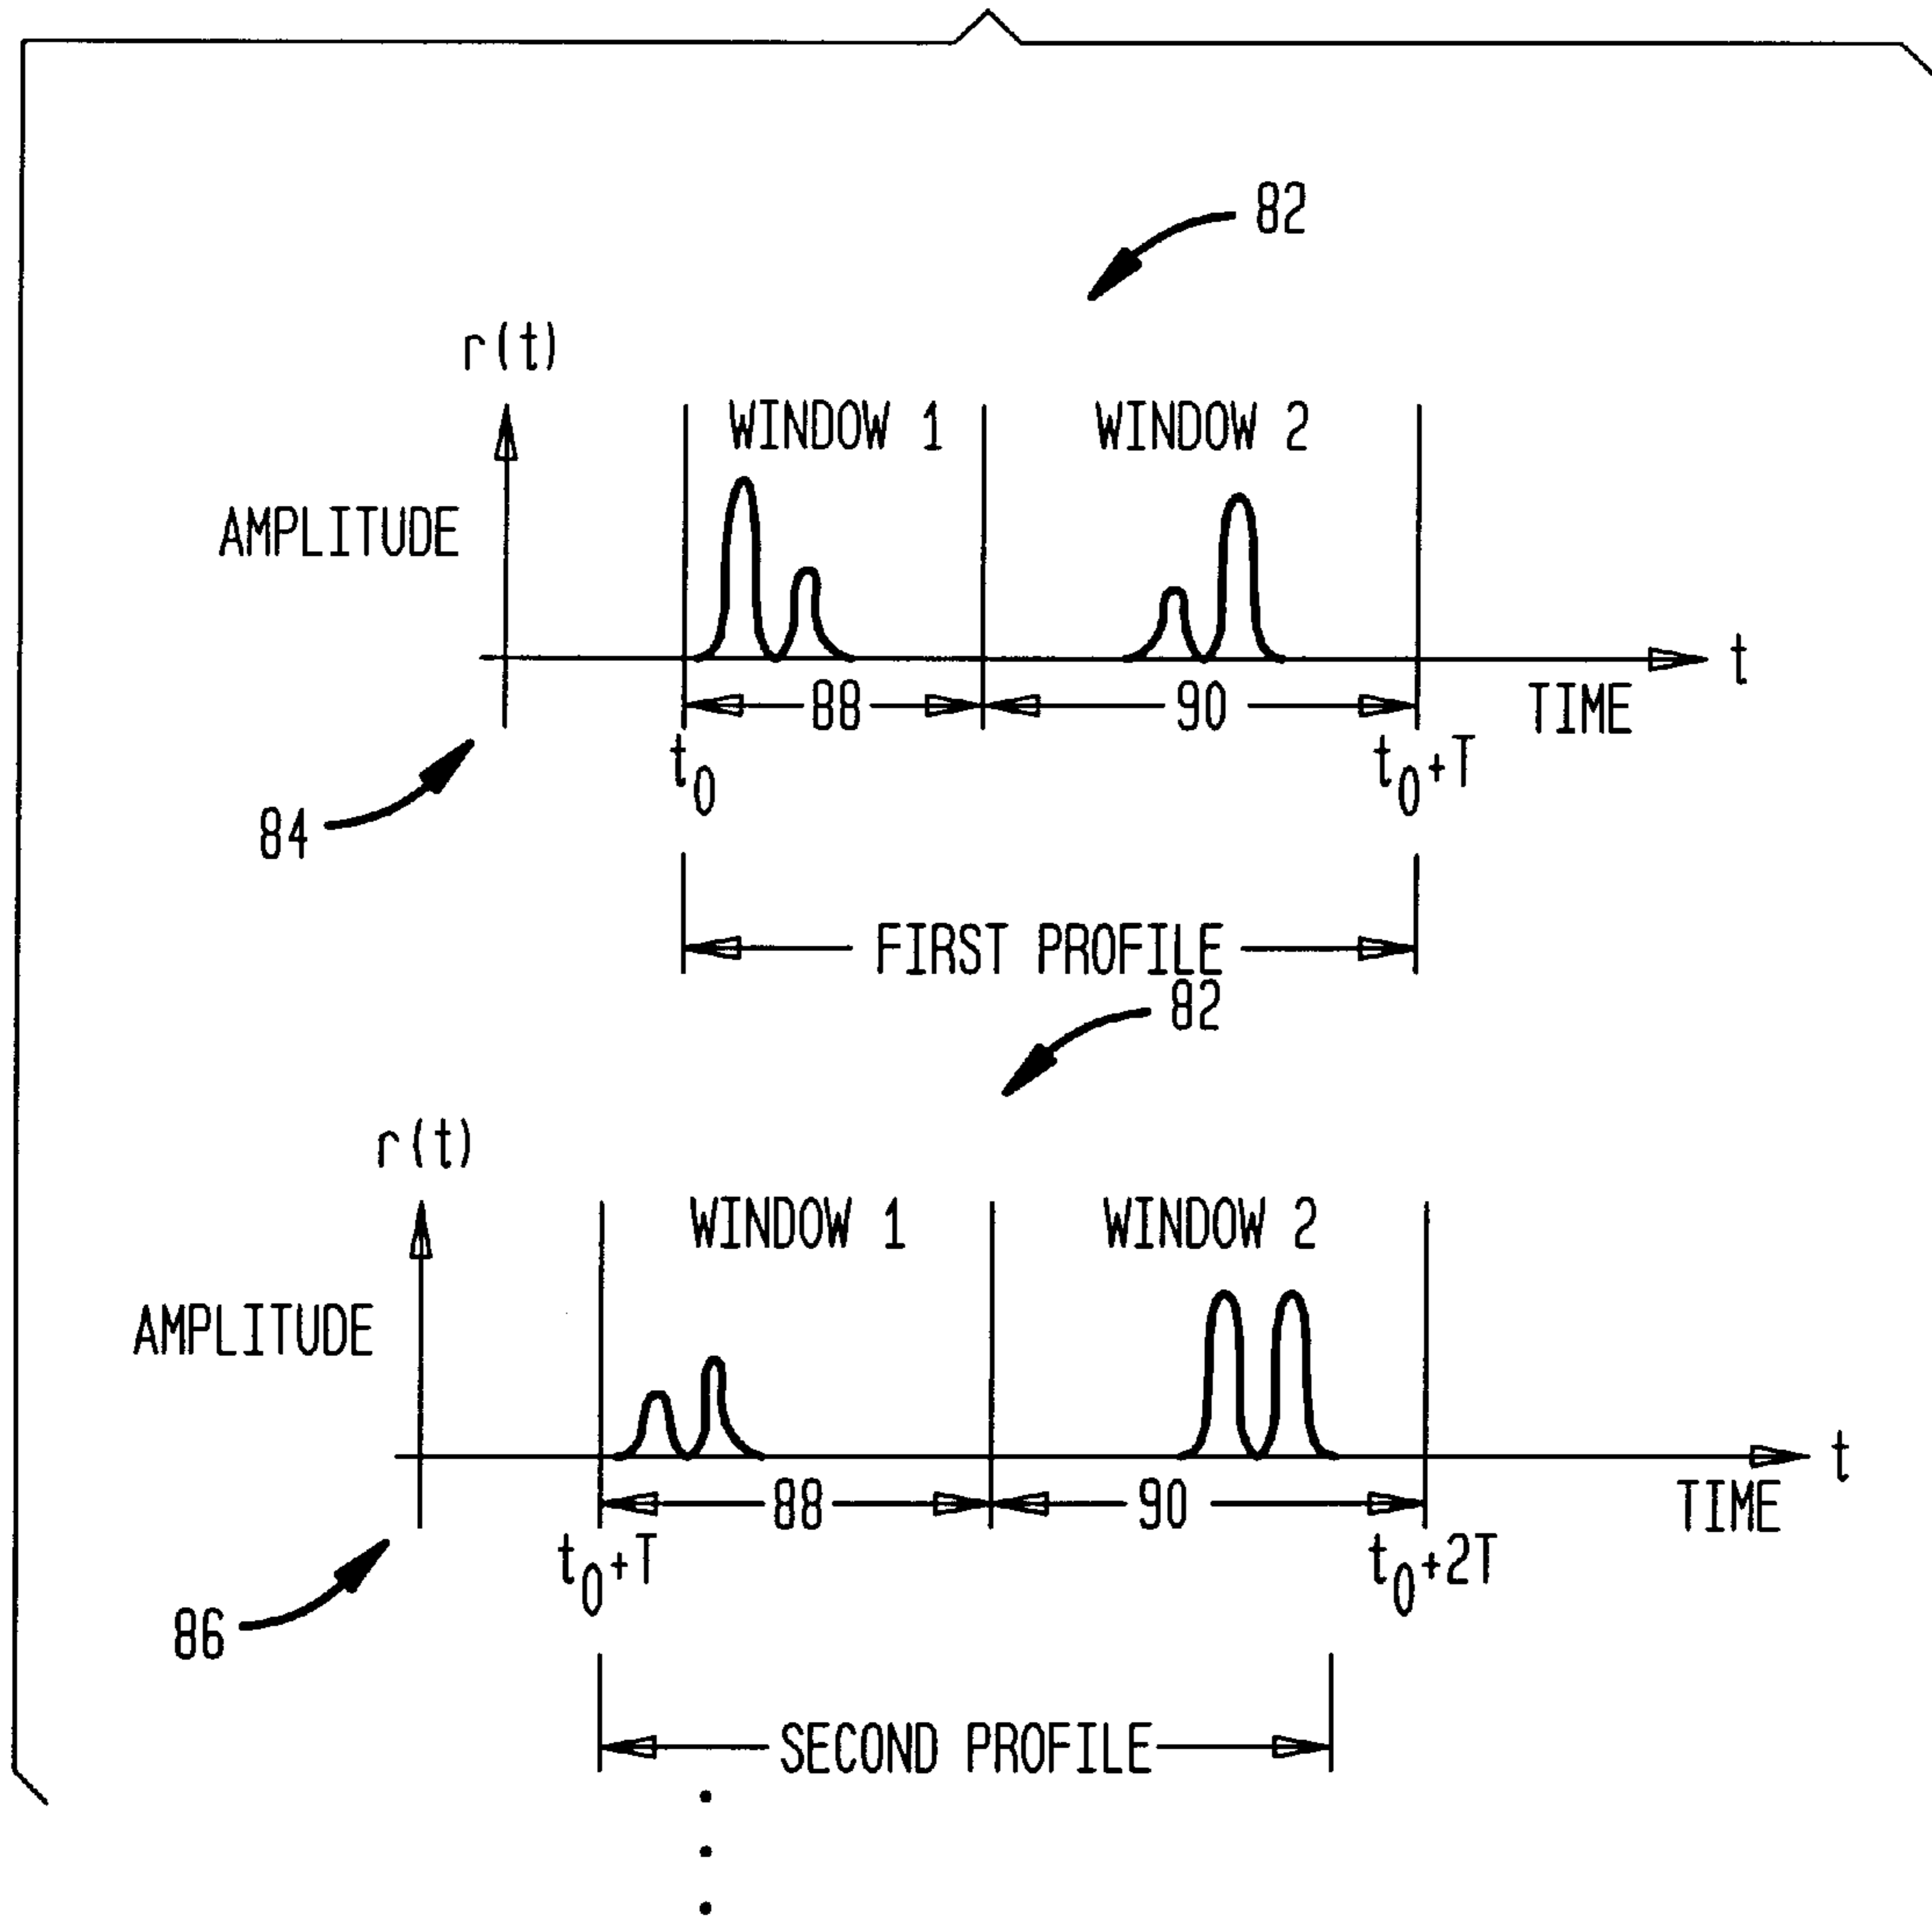 82
r(t)
WINDOW 1 WINDOW 2
AMPLITUDE
t
88 90 TIME
t0 t0+T
84
FIRST PROFILE
82
r(t)
WINDOW 1 WINDOW 2
AMPLITUDE
t
88 90 TIME
t0+T t0+2T
86
SECOND PROFILE